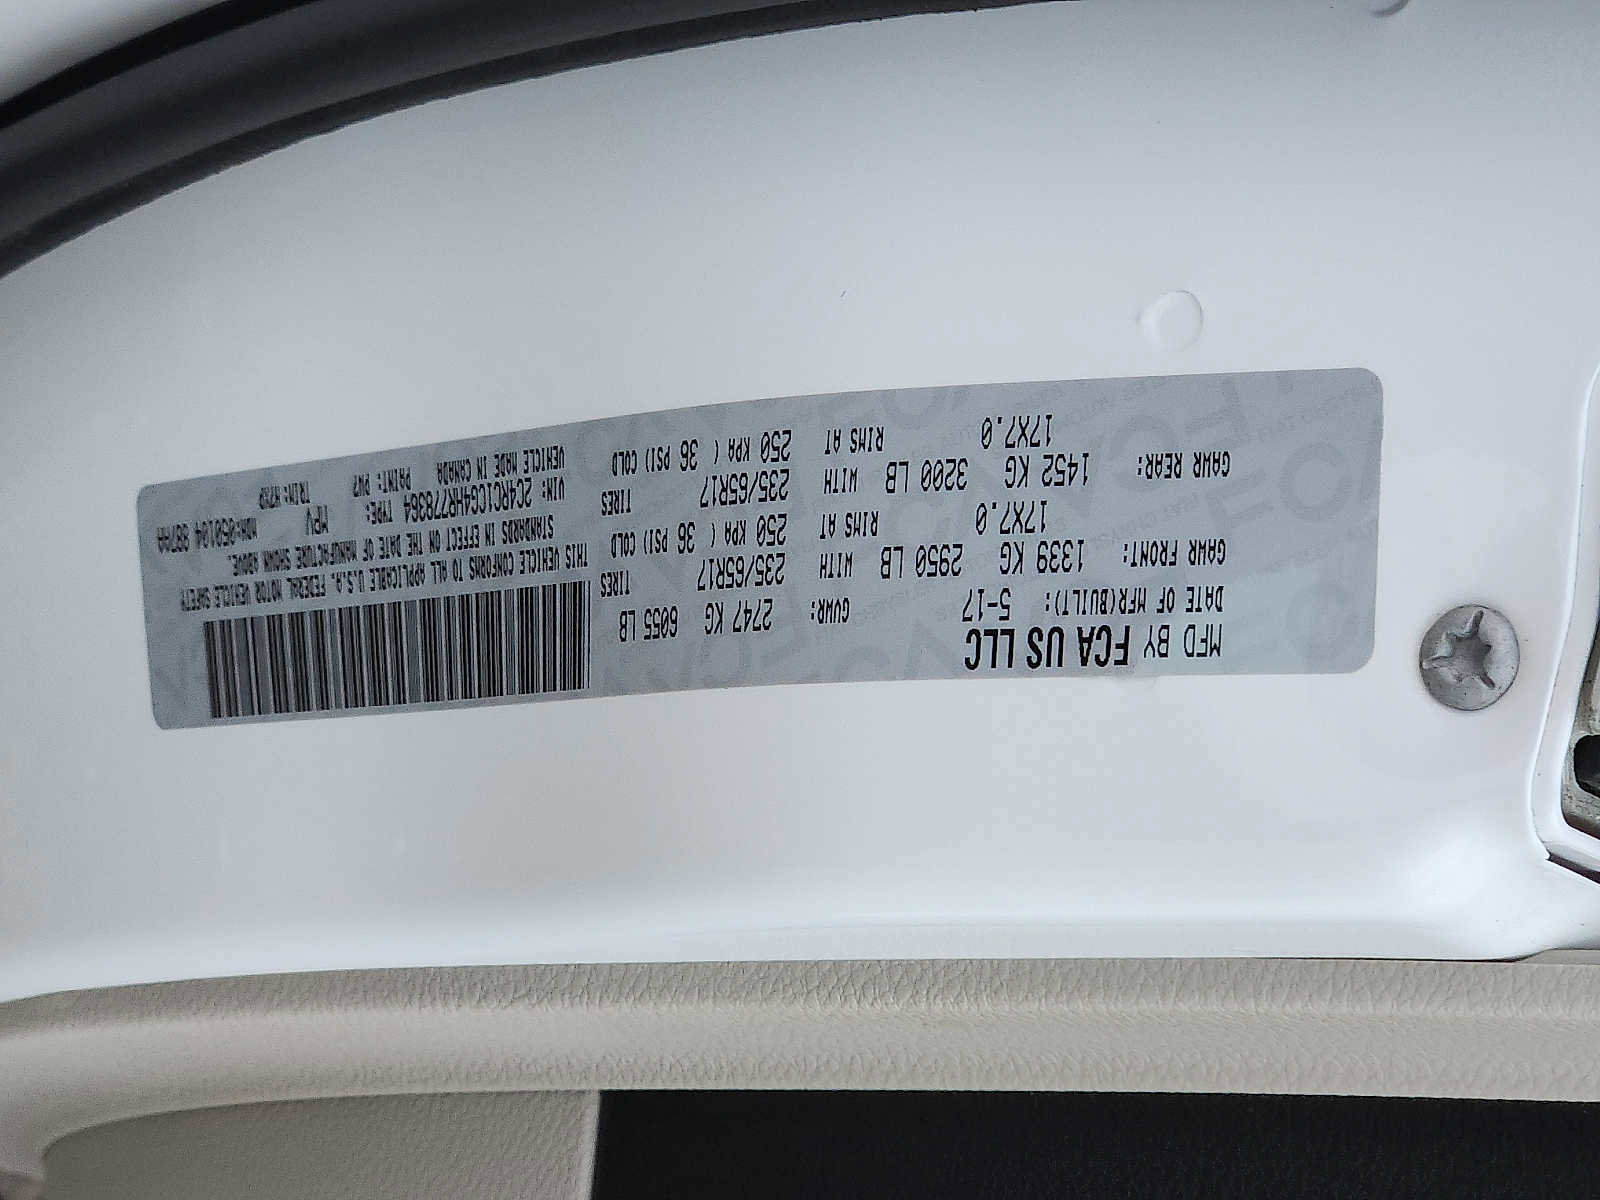 MFD BY FCA US LLC
DATE OF MFR(BUILT): 5-17 GVWR: 2747 KG 6055 LB
GAWR FRONT: 1339 KG 2950 LB WITH 235/65R17 TIRES
17X7.0 RIMS AT 250 KPA ( 36 PSI) COLD
GAWR REAR: 1452 KG 3200 LB WITH 235/65R17 TIRES
17X7.0 RIMS AT 250 KPA ( 36 PSI) COLD
THIS VEHICLE CONFORMS TO ALL APPLICABLE U.S.A. FEDERAL MOTOR VEHICLE SAFETY
STANDARDS IN EFFECT ON THE DATE OF MANUFACTURE SHOWN ABOVE.
VIN: 2C4RC1CG4HR778364 TYPE: MPV MDH:050104
VEHICLE MADE IN CANADA PAINT: PW7 TRIM: